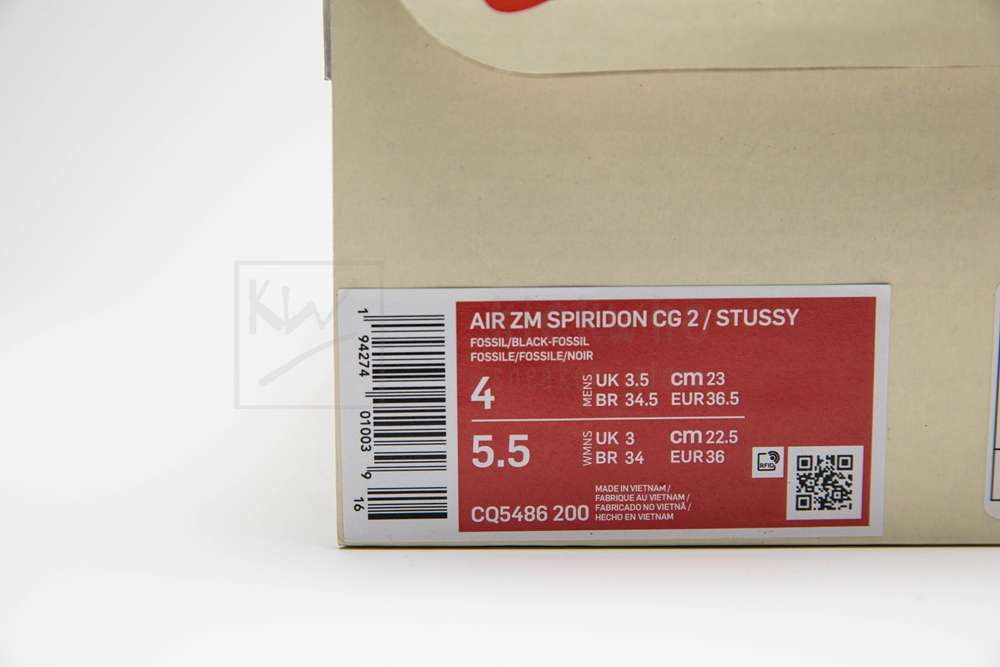 KW
1 94274 01003 9
16
AIR ZM SPIRIDON CG 2 / STUSSY
FOSSIL/BLACK-FOSSIL
FOSSILE/FOSSILE/NOIR
4 MENS UK 3.5 cm 23
BR 34.5 EUR 36.5
5.5 WMNS UK 3 cm 22.5
BR 34 EUR 36
RFID
MADE IN VIETNAM /
FABRIQUE AU VIETNAM /
FABRICADO NO VIETNÃ /
HECHO EN VIETNAM
CQ5486 200